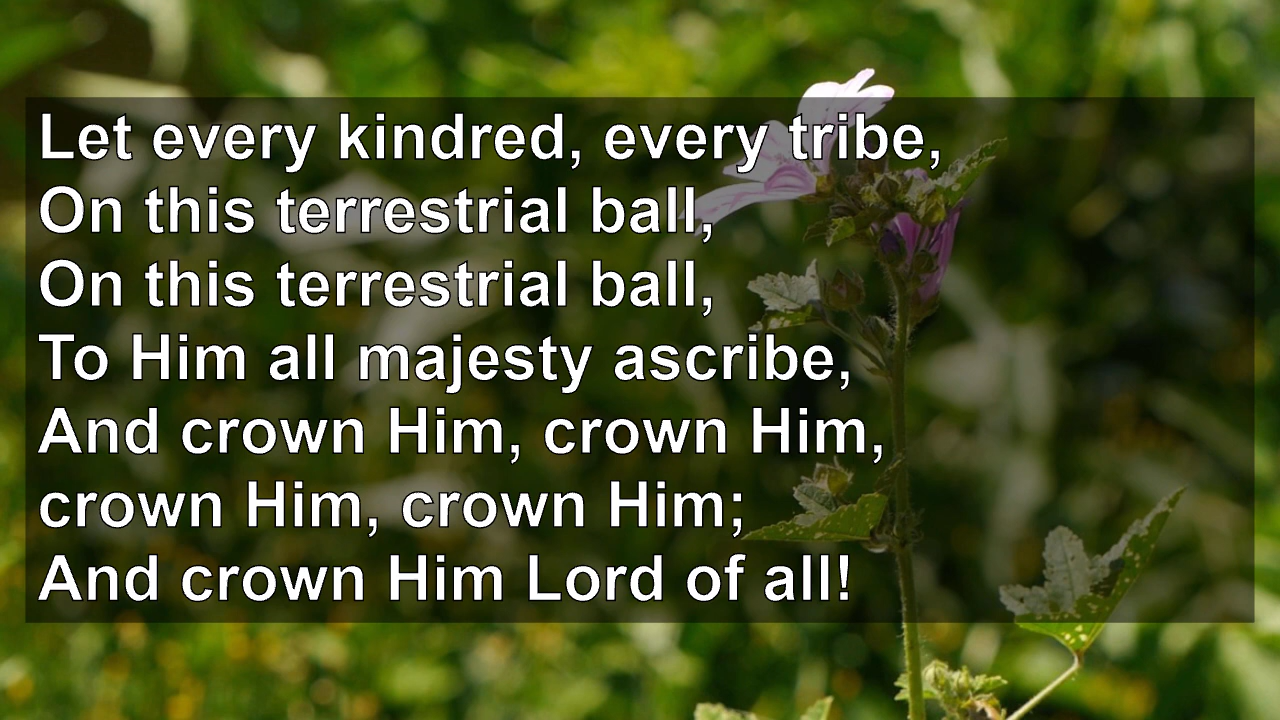 Let every kindred, every tribe,
On this terrestrial ball,
On this terrestrial ball,
To Him all majesty ascribe,
And crown Him, crown Him,
crown Him, crown Him;
And crown Him Lord of all!